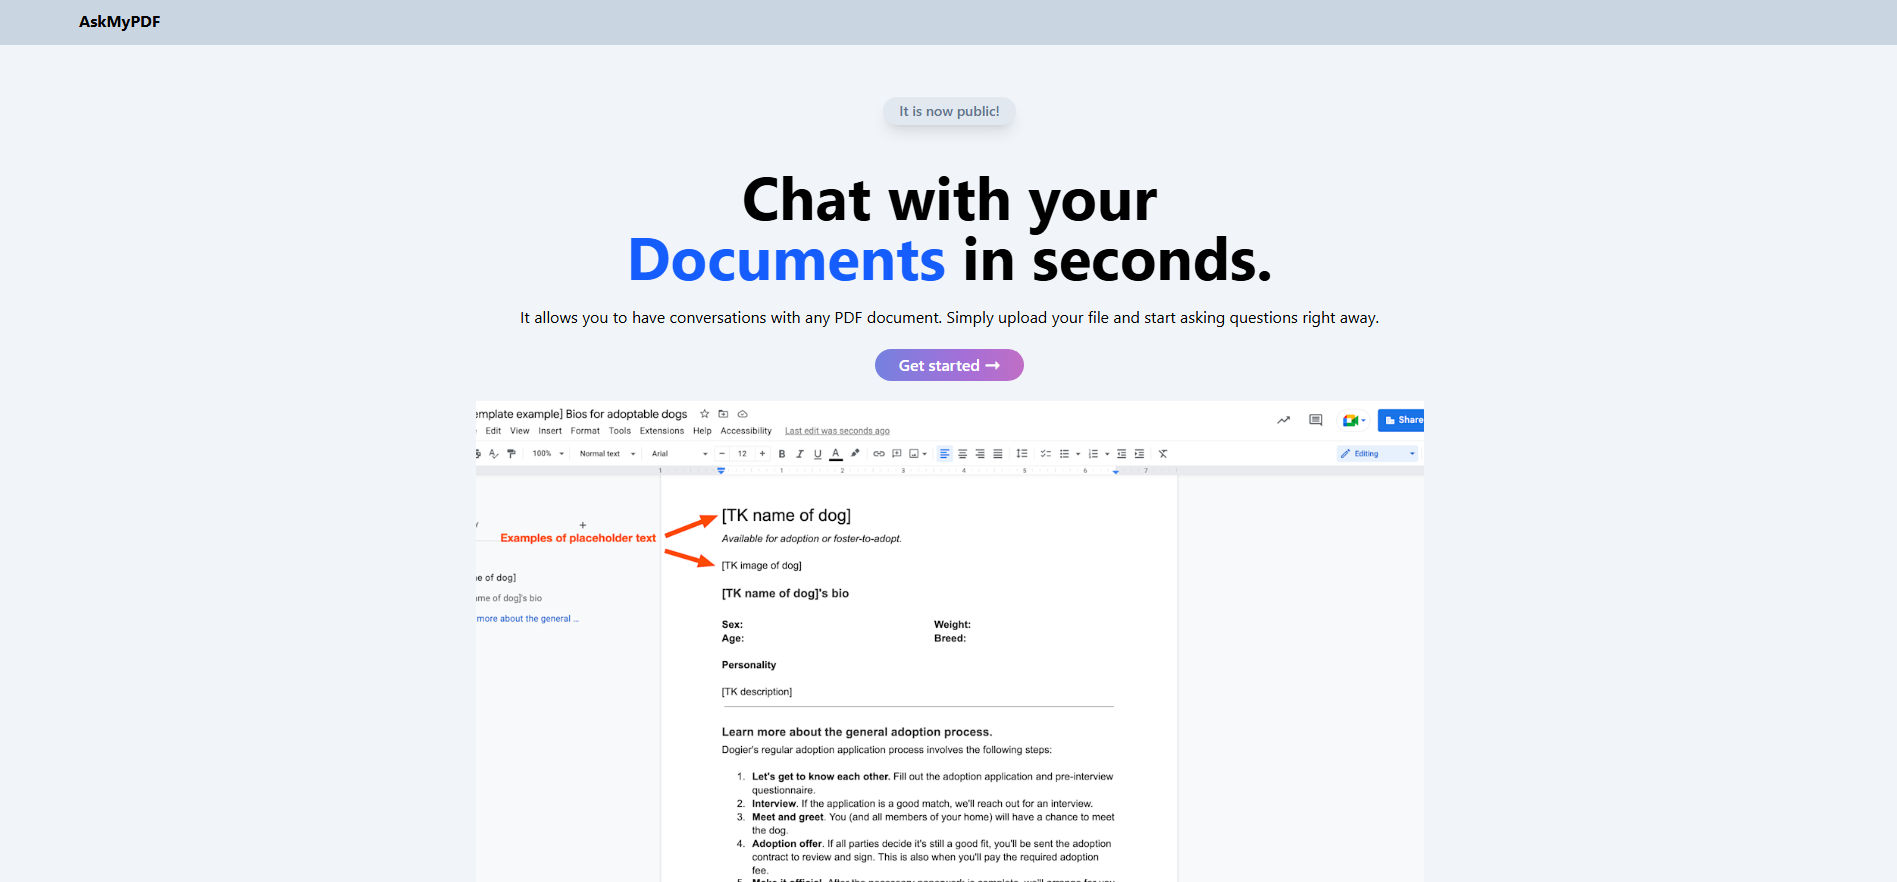 AskMyPDF
It is now public!
Chat with your
Documents in seconds.
It allows you to have conversations with any PDF document. Simply upload your file and start asking questions right away.
Get started →
emplate example] Bios for adoptable dogs
Edit View Insert Format Tools Extensions Help Accessibility Last edit was seconds ago
Share
100% Normal text Arial − 12 + B I U A Editing
1 1 2 3 4 5 6 7
[TK name of dog]
Examples of placeholder text
Available for adoption or foster-to-adopt.
[TK image of dog]
e of dog]
[TK name of dog]'s bio
me of dog]'s bio
more about the general ...
Sex: Weight:
Age: Breed:
Personality
[TK description]
Learn more about the general adoption process.
Dogier's regular adoption application process involves the following steps:
1. Let's get to know each other. Fill out the adoption application and pre-interview
questionnaire.
2. Interview. If the application is a good match, we'll reach out for an interview.
3. Meet and greet. You (and all members of your home) will have a chance to meet
the dog.
4. Adoption offer. If all parties decide it's still a good fit, you'll be sent the adoption
contract to review and sign. This is also when you'll pay the required adoption
fee.